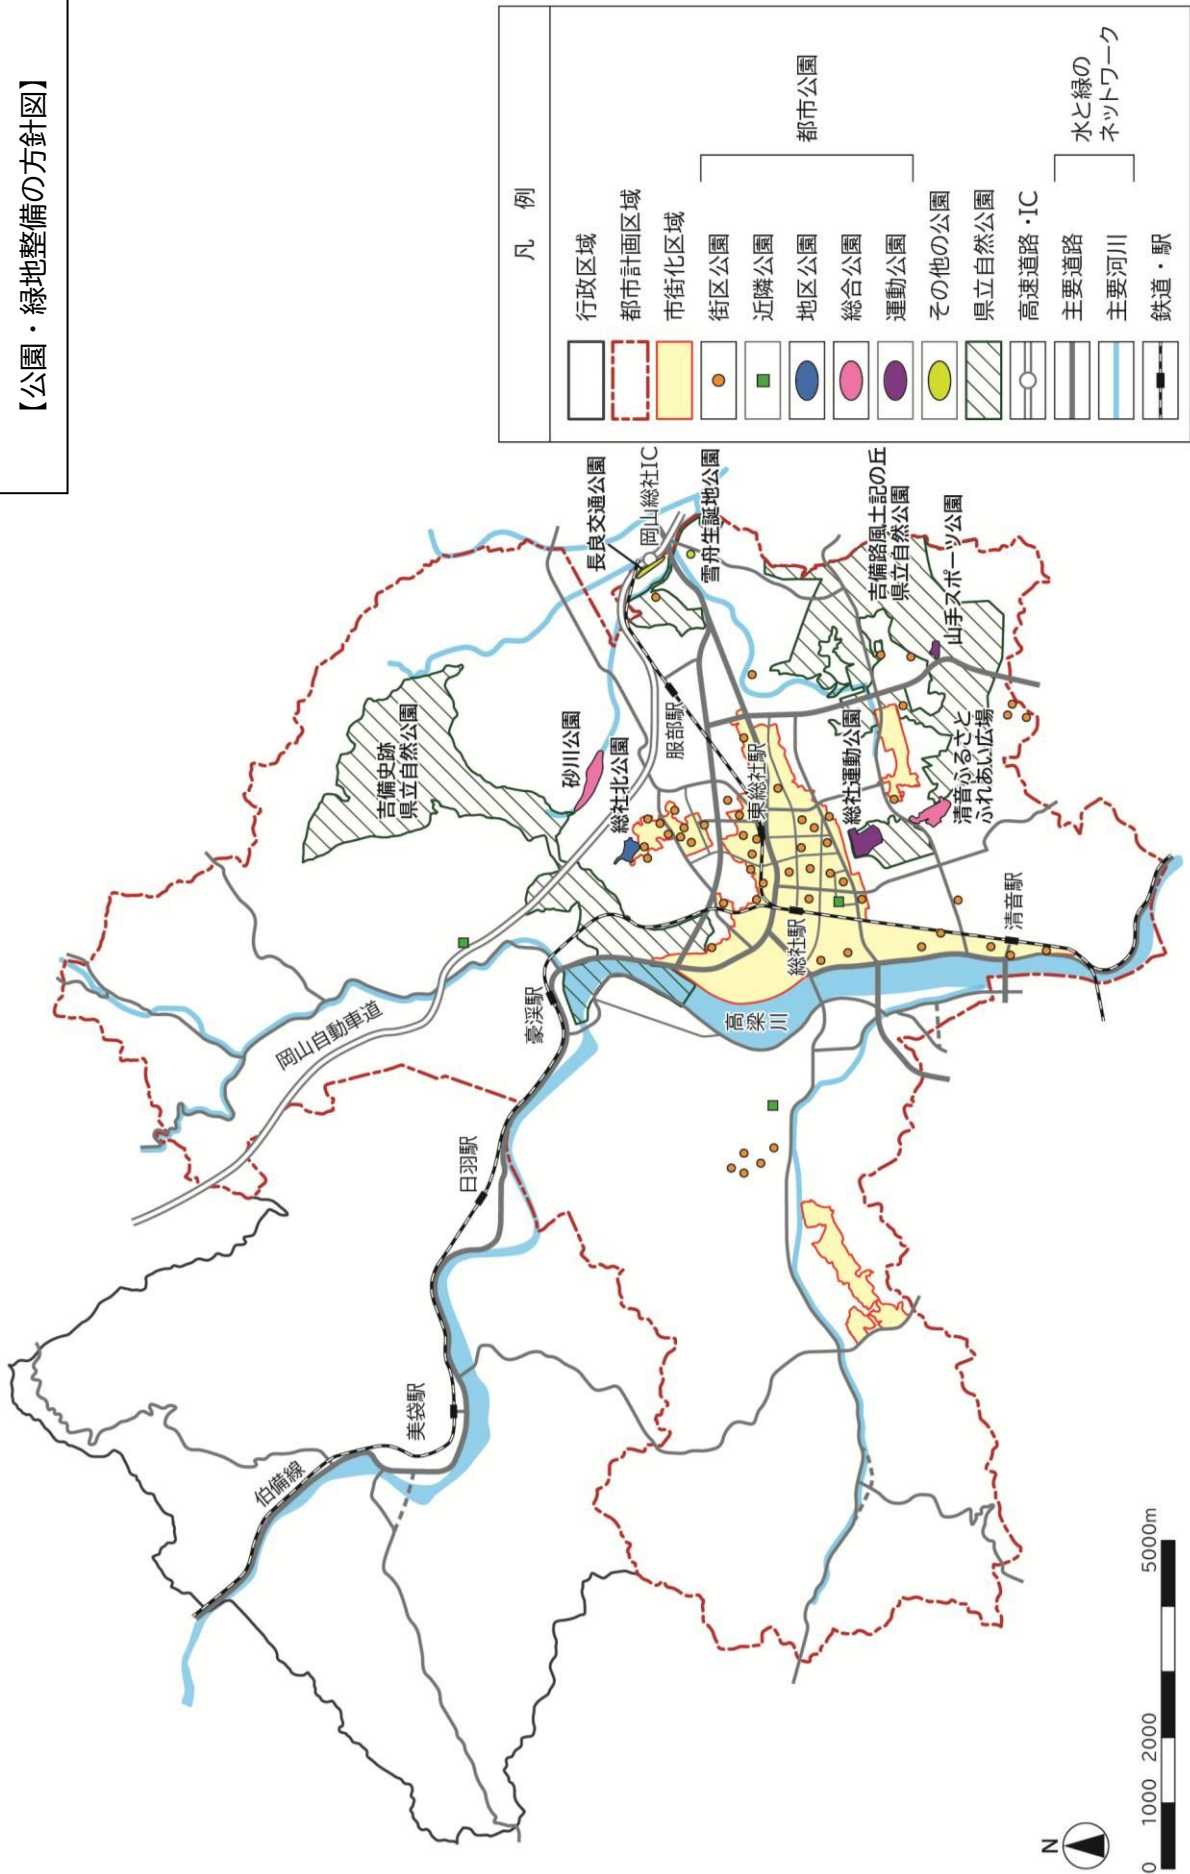 【公園・緑地整備の方針図】
凡 例
行政区域
都市計画区域
市街化区域
街区公園
近隣公園
地区公園
総合公園
運動公園
その他の公園
都市公園
県立自然公園
高速道路・IC
主要道路
主要河川
水と緑の
ネットワーク
鉄道・駅
吉備史跡
県立自然公園
砂川公園
総社北公園
長良交通公園
岡山総社IC
雪舟生誕地公園
服部駅
東総社駅
総社運動公園
吉備路風土記の丘
県立自然公園
山手スポーツ公園
清音ふるさと
ふれあい広場
総社駅
清音駅
高梁川
豪渓駅
岡山自動車道
日羽駅
美袋駅
伯備線
N
0 1000 2000 5000m